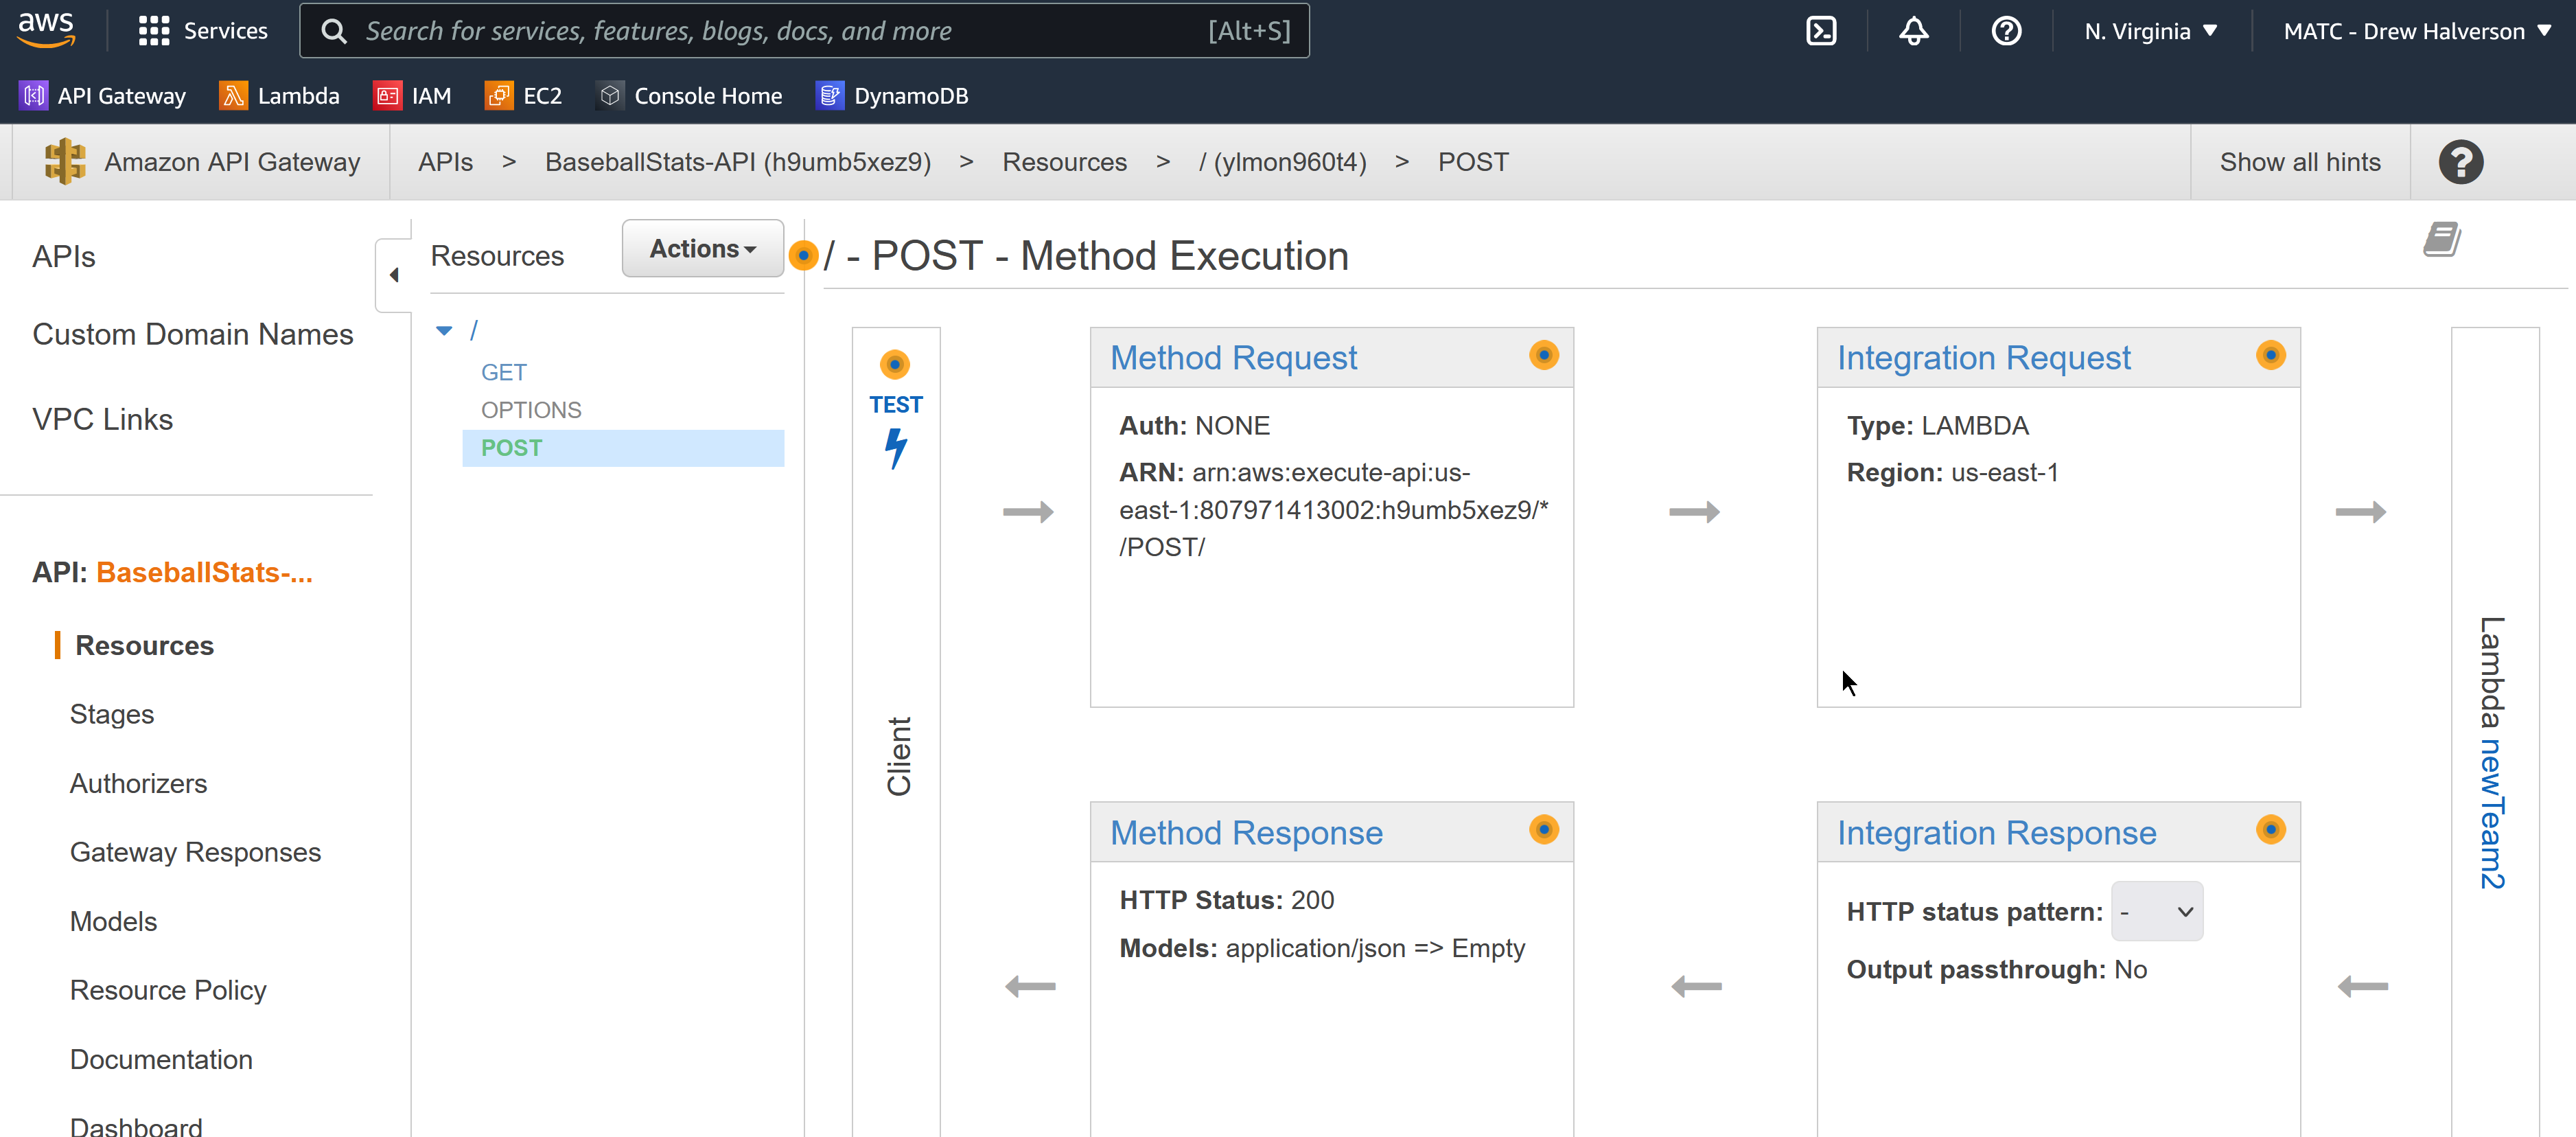 aws
Services
Search for services, features, blogs, docs, and more [Alt+S]
N. Virginia
MATC - Drew Halverson
API Gateway
Lambda
IAM
EC2
Console Home
DynamoDB
Amazon API Gateway
APIs > BaseballStats-API (h9umb5xez9) > Resources > / (ylmon960t4) > POST
Show all hints
APIs
Custom Domain Names
VPC Links
API: BaseballStats-...
Resources
Stages
Authorizers
Gateway Responses
Models
Resource Policy
Documentation
Dashboard
Resources
Actions
/
GET
OPTIONS
POST
/ - POST - Method Execution
TEST
Client
Method Request
Auth: NONE
ARN: arn:aws:execute-api:us-
east-1:807971413002:h9umb5xez9/*
/POST/
Integration Request
Type: LAMBDA
Region: us-east-1
Method Response
HTTP Status: 200
Models: application/json => Empty
Integration Response
HTTP status pattern: -
Output passthrough: No
Lambda newTeam2